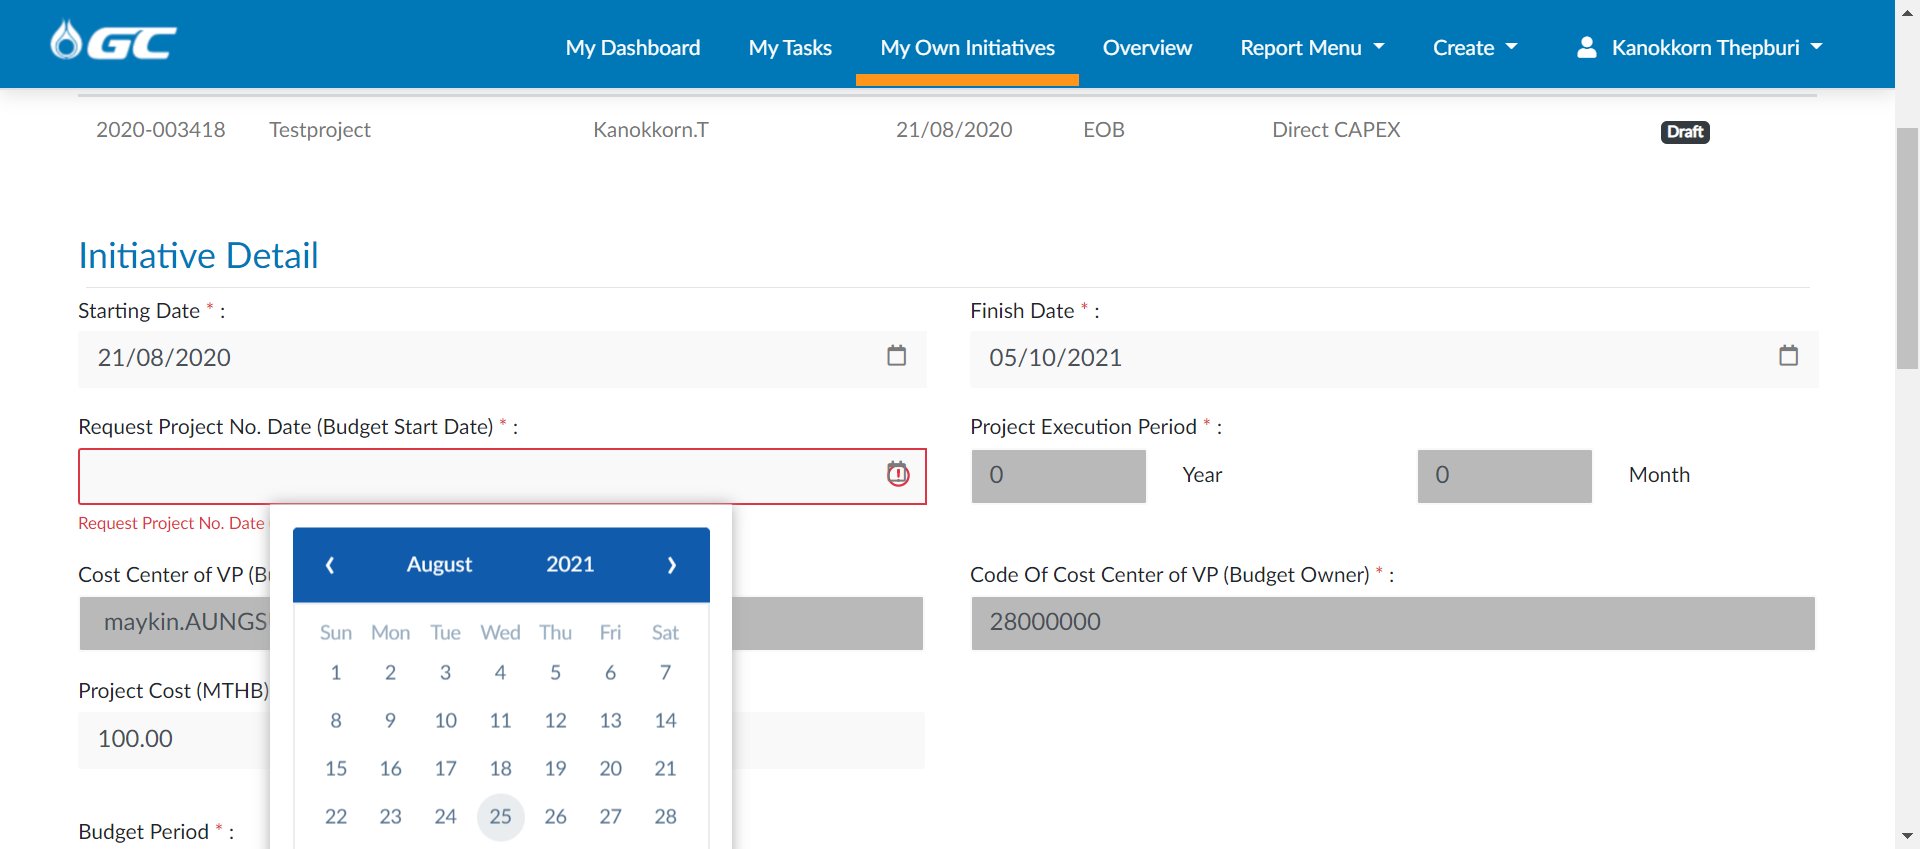 GC My Dashboard My Tasks My Own Initiatives Overview Report Menu Create Kanokkorn Thepburi
2020-003418 Testproject Kanokkorn.T 21/08/2020 EOB Direct CAPEX Draft
Initiative Detail
Starting Date * : Finish Date * :
21/08/2020 05/10/2021
Request Project No. Date (Budget Start Date) * : Project Execution Period * :
0 Year 0 Month
Request Project No. Date
August 2021
Cost Center of VP ( Code Of Cost Center of VP (Budget Owner) * :
maykin.AUNGS 28000000
Sun Mon Tue Wed Thu Fri Sat
1 2 3 4 5 6 7
Project Cost (MTHB)
8 9 10 11 12 13 14
100.00
15 16 17 18 19 20 21
22 23 24 25 26 27 28
Budget Period * :